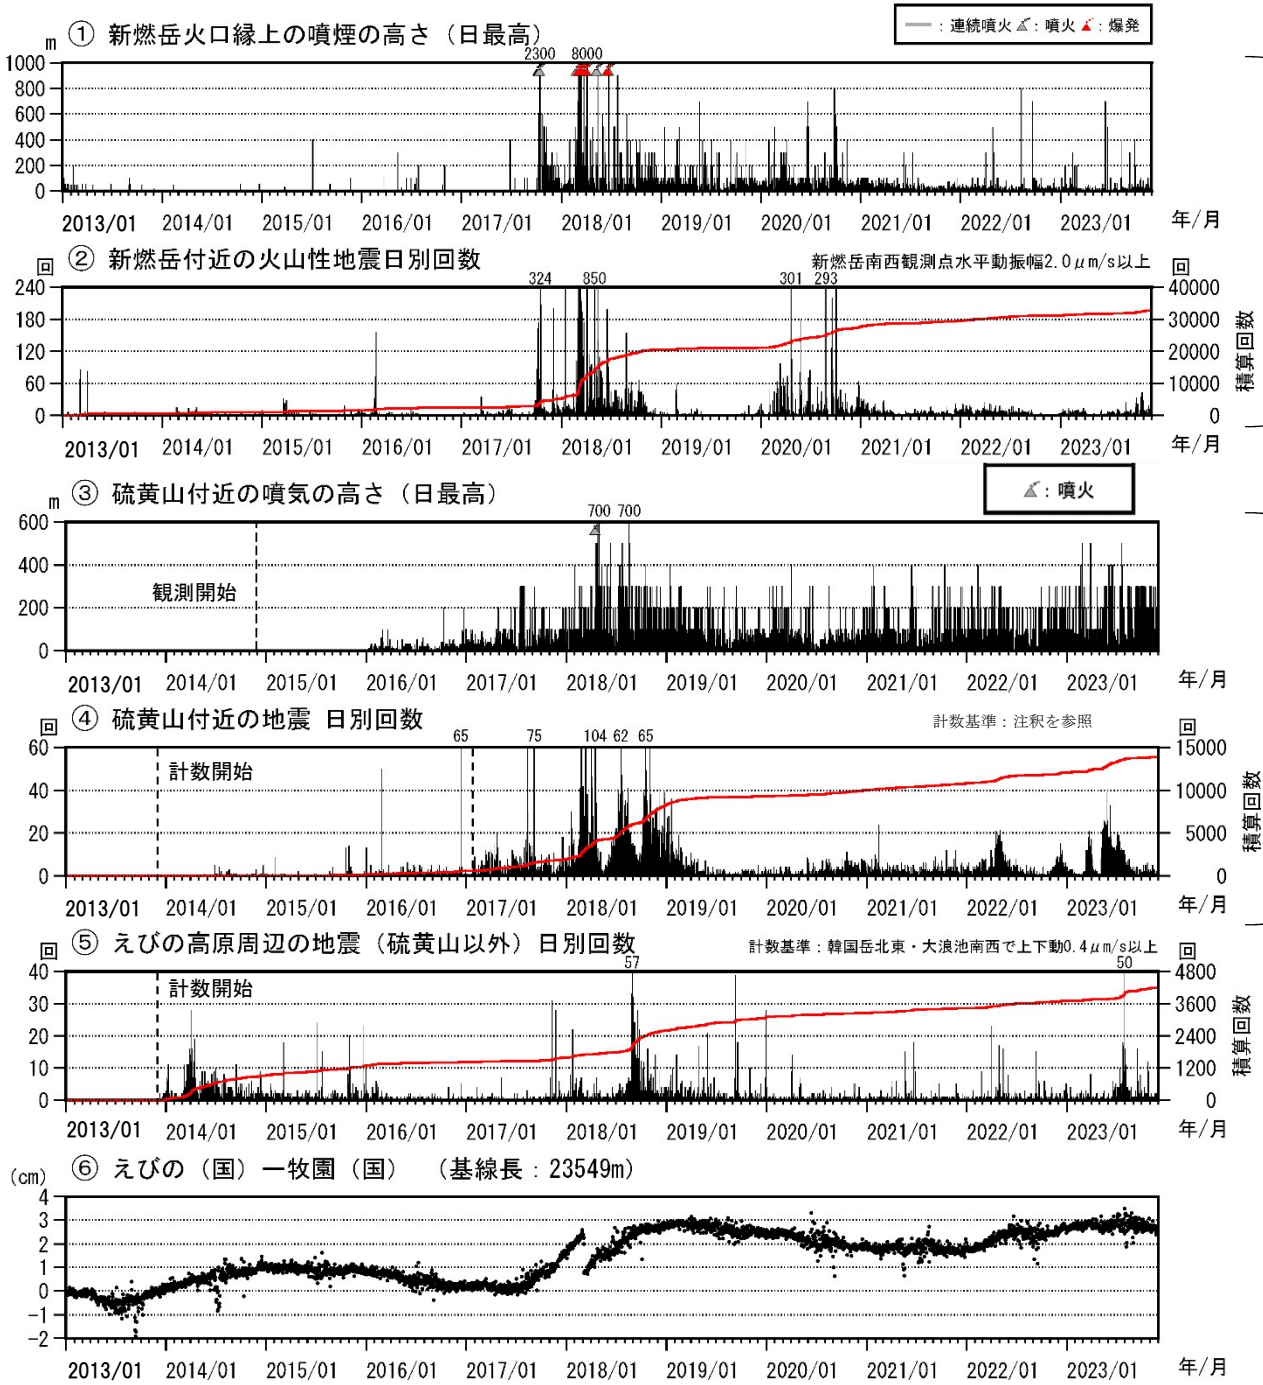 ① 新燃岳火口縁上の噴煙の高さ（日最高）
―：連続噴火 ：噴火 ：爆発
m
2300 8000
1000
800
600
400
200
0
2013/01 2014/01 2015/01 2016/01 2017/01 2018/01 2019/01 2020/01 2021/01 2022/01 2023/01 年/月
② 新燃岳付近の火山性地震日別回数
新燃岳南西観測点水平動振幅2.0μm/s以上
回 回
324 850 301 293
240 40000
180 30000
120 20000
60 10000
0 0
積算回数
2013/01 2014/01 2015/01 2016/01 2017/01 2018/01 2019/01 2020/01 2021/01 2022/01 2023/01 年/月
③ 硫黄山付近の噴気の高さ（日最高）
：噴火
m
700 700
600
400
観測開始
200
0
2013/01 2014/01 2015/01 2016/01 2017/01 2018/01 2019/01 2020/01 2021/01 2022/01 2023/01 年/月
④ 硫黄山付近の地震 日別回数
計数基準：注釈を参照
回 回
65 75 104 62 65
60 15000
計数開始
40 10000
20 5000
0 0
積算回数
2013/01 2014/01 2015/01 2016/01 2017/01 2018/01 2019/01 2020/01 2021/01 2022/01 2023/01 年/月
⑤ えびの高原周辺の地震（硫黄山以外）日別回数
計数基準：韓国岳北東・大浪池南西で上下動0.4μm/s以上
回 回
57 50
40 4800
計数開始
30 3600
20 2400
10 1200
0 0
積算回数
2013/01 2014/01 2015/01 2016/01 2017/01 2018/01 2019/01 2020/01 2021/01 2022/01 2023/01 年/月
⑥ えびの（国）－牧園（国） （基線長：23549m）
(cm)
4
3
2
1
0
-1
-2
2013/01 2014/01 2015/01 2016/01 2017/01 2018/01 2019/01 2020/01 2021/01 2022/01 2023/01 年/月